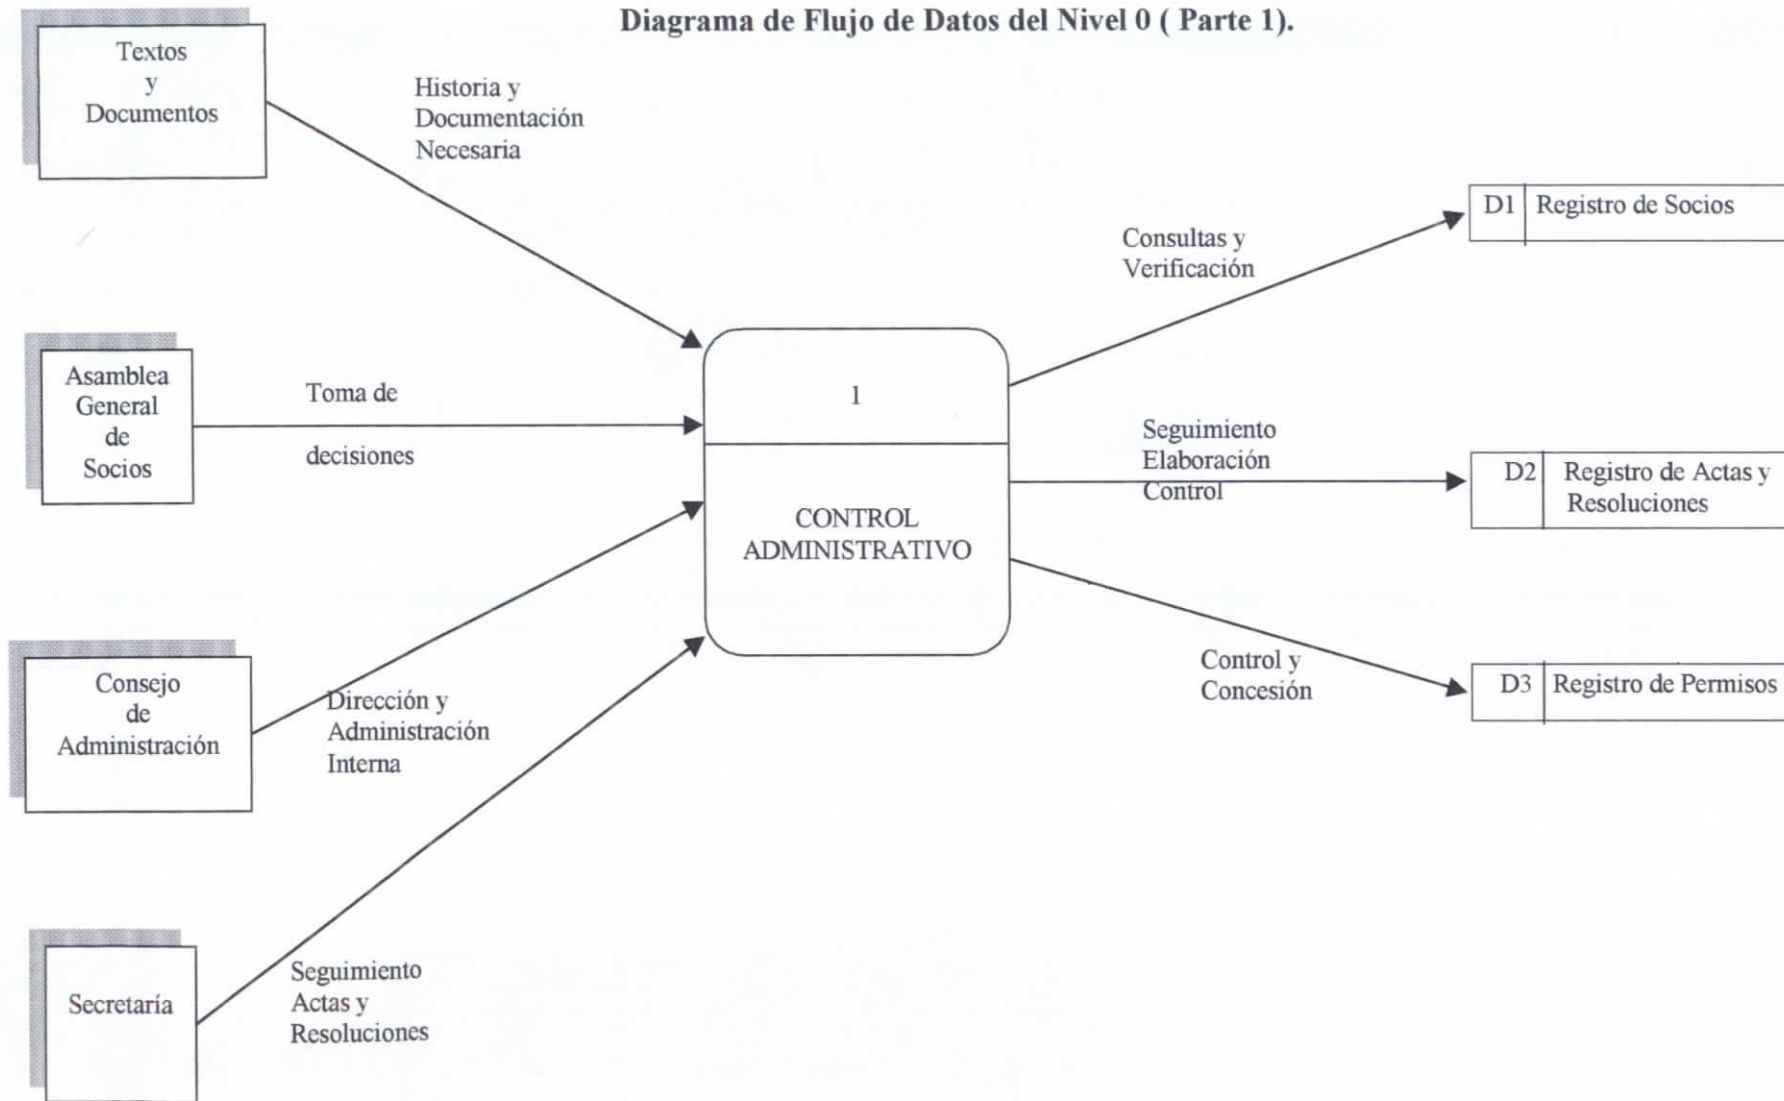 Diagrama de Flujo de Datos del Nivel 0 ( Parte 1).
Textos
y
Documentos
Historia y
Documentación
Necesaria
Asamblea
General
de
Socios
Toma de
decisiones
Consejo
de
Administración
Dirección y
Administración
Interna
Secretaría
Seguimiento
Actas y
Resoluciones
1
CONTROL
ADMINISTRATIVO
Consultas y
Verificación
D1 Registro de Socios
Seguimiento
Elaboración
Control
D2 Registro de Actas y
Resoluciones
Control y
Concesión
D3 Registro de Permisos